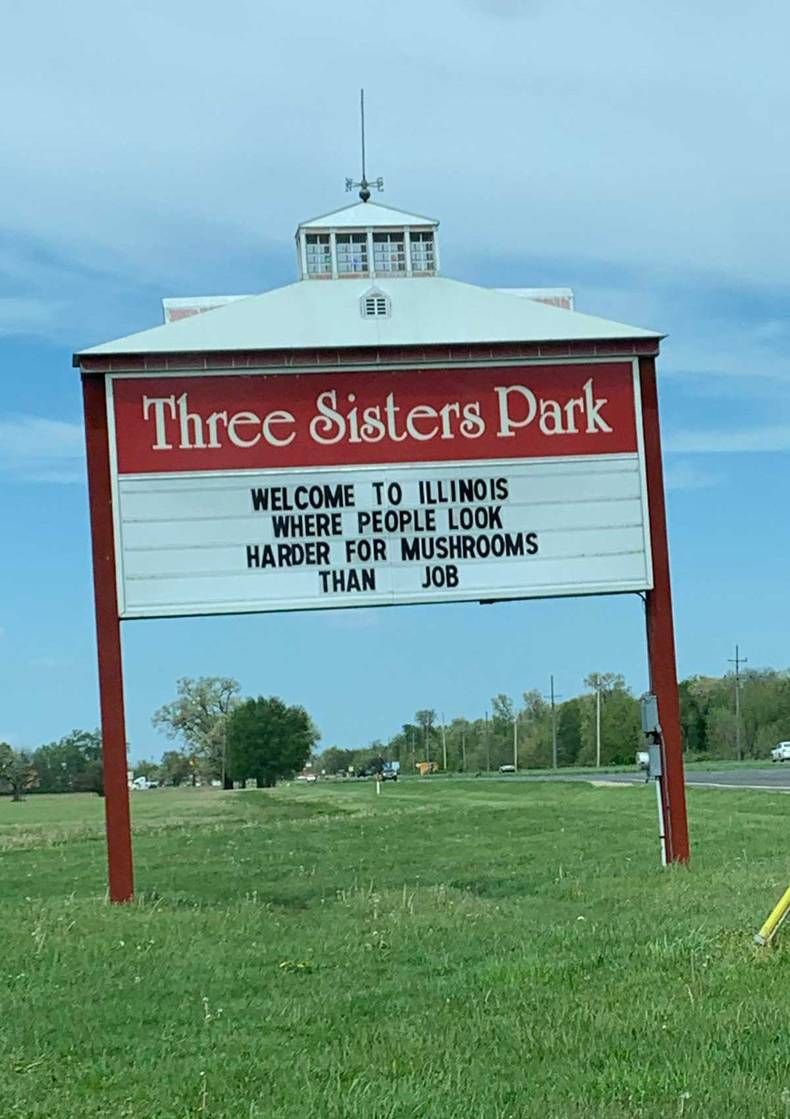 Three Sisters Park
WELCOME TO ILLINOIS
WHERE PEOPLE LOOK
HARDER FOR MUSHROOMS
THAN JOB